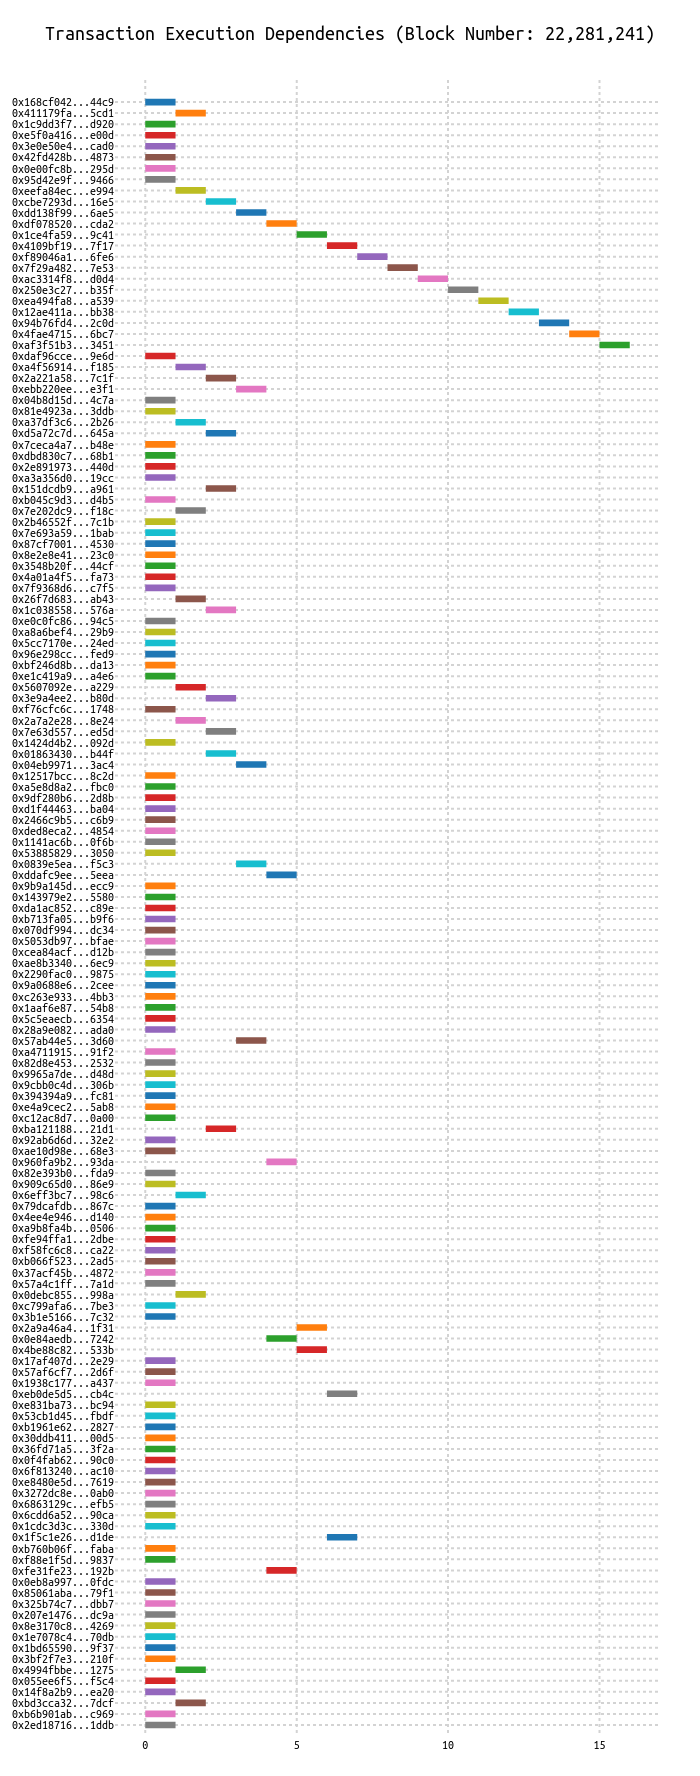 Transaction Execution Dependencies (Block Number: 22,281,241)
0x168cf042...44c9
0x411179fa...5cd1
0x1c9dd3f7...d920
0xe5f0a416...e00d
0x3e0e50e4...cad0
0x42fd428b...4873
0x0e00fc8b...295d
0x95d42e9f...9466
0xeefa84ec...e994
0xcbe7293d...16e5
0xdd138f99...6ae5
0xdf078520...cda2
0x1ce4fa59...9c41
0x4109bf19...7f17
0xf89046a1...6fe6
0x7f29a482...7e53
0xac3314f8...d0d4
0x250e3c27...b35f
0xea494fa8...a539
0x12ae411a...bb38
0x94b76fd4...2c0d
0x4fae4715...6bc7
0xaf3f51b3...3451
0xdaf96cce...9e6d
0xa4f56914...f185
0x2a221a58...7c1f
0xebb220ee...e3f1
0x04b8d15d...4c7a
0x81e4923a...3ddb
0xa37df3c6...2b26
0xd5a72c7d...645a
0x7ceca4a7...b48e
0xdbd830c7...68b1
0x2e891973...440d
0xa3a356d0...19cc
0x151dcdb9...a961
0xb045c9d3...d4b5
0x7e202dc9...f18c
0x2b46552f...7c1b
0x7e693a59...1bab
0x87cf7001...4530
0x8e2e8e41...23c0
0x3548b20f...44cf
0x4a01a4f5...fa73
0x7f9368d6...c7f5
0x26f7d683...ab43
0x1c038558...576a
0xe0c0fc86...94c5
0xa8a6bef4...29b9
0x5cc7170e...24ed
0x96e298cc...fed9
0xbf246d8b...da13
0xe1c419a9...a4e6
0x5607092e...a229
0x3e9a4ee2...b80d
0xf76cfc6c...1748
0x2a7a2e28...8e24
0x7e63d557...ed5d
0x1424d4b2...092d
0x01863430...b44f
0x04eb9971...3ac4
0x12517bcc...8c2d
0xa5e8d8a2...fbc0
0x9df280b6...2d8b
0xd1f44463...ba04
0x2466c9b5...c6b9
0xded8eca2...4854
0x1141ac6b...0f6b
0x53885829...3050
0x0839e5ea...f5c3
0xddafc9ee...5eea
0x9b9a145d...ecc9
0x143979e2...5580
0xda1ac852...c89e
0xb713fa05...b9f6
0x070df994...dc34
0x5053db97...bfae
0xcea84acf...d12b
0xae8b3340...6ec9
0x2290fac0...9875
0x9a0688e6...2cee
0xc263e933...4bb3
0x1aaf6e87...54b8
0x5c5eaecb...6354
0x28a9e082...ada0
0x57ab44e5...3d60
0xa4711915...91f2
0x82d8e453...2532
0x9965a7de...d48d
0x9cbb0c4d...306b
0x394394a9...fc81
0xe4a9cec2...5ab8
0xc12ac8d7...0a00
0xba121188...21d1
0x92ab6d6d...32e2
0xae10d98e...68e3
0x960fa9b2...93da
0x82e393b0...fda9
0x909c65d0...86e9
0x6eff3bc7...98c6
0x79dcafdb...867c
0x4ee4e946...d140
0xa9b8fa4b...0506
0xfe94ffa1...2dbe
0xf58fc6c8...ca22
0xb066f523...2ad5
0x37acf45b...4872
0x57a4c1ff...7a1d
0x0debc855...998a
0xc799afa6...7be3
0x3b1e5166...7c32
0x2a9a46a4...1f31
0x0e84aedb...7242
0x4be88c82...533b
0x17af407d...2e29
0x57af6cf7...2d6f
0x1938c177...a437
0xeb0de5d5...cb4c
0xe831ba73...bc94
0x53cb1d45...fbdf
0xb1961e62...2827
0x30ddb411...00d5
0x36fd71a5...3f2a
0x0f4fab62...90c0
0x6f813240...ac10
0xe8480e5d...7619
0x3272dc8e...0ab0
0x6863129c...efb5
0x6cdd6a52...90ca
0x1cdc3d3c...330d
0x1f5c1e26...d1de
0xb760b06f...faba
0xf88e1f5d...9837
0xfe31fe23...192b
0x0eb8a997...0fdc
0x85061aba...79f1
0x325b74c7...dbb7
0x207e1476...dc9a
0x8e3170c8...4269
0x1e7078c4...70db
0x1bd65590...9f37
0x3bf2f7e3...210f
0x4994fbbe...1275
0x055ee6f5...f5c4
0x14f8a2b9...ea20
0xbd3cca32...7dcf
0xb6b901ab...c969
0x2ed18716...1ddb
0 5 10 15